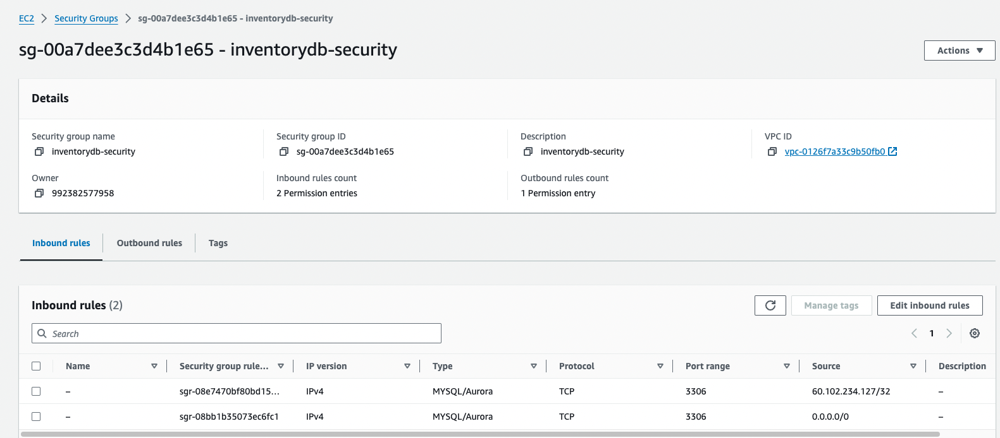 EC2 > Security Groups > sg-00a7dee3c3d4b1e65 - inventorydb-security
sg-00a7dee3c3d4b1e65 - inventorydb-security
Actions
Details
Security group name Security group ID Description VPC ID
inventorydb-security sg-00a7dee3c3d4b1e65 inventorydb-security vpc-0126f7a33c9b50fb0
Owner Inbound rules count Outbound rules count
992382577958 2 Permission entries 1 Permission entry
Inbound rules Outbound rules Tags
Inbound rules (2) Manage tags Edit inbound rules
Search 1
Name Security group rule... IP version Type Protocol Port range Source Description
– sgr-08e7470bf80bd15... IPv4 MYSQL/Aurora TCP 3306 60.102.234.127/32 –
– sgr-08bb1b35073ec6fc1 IPv4 MYSQL/Aurora TCP 3306 0.0.0.0/0 –